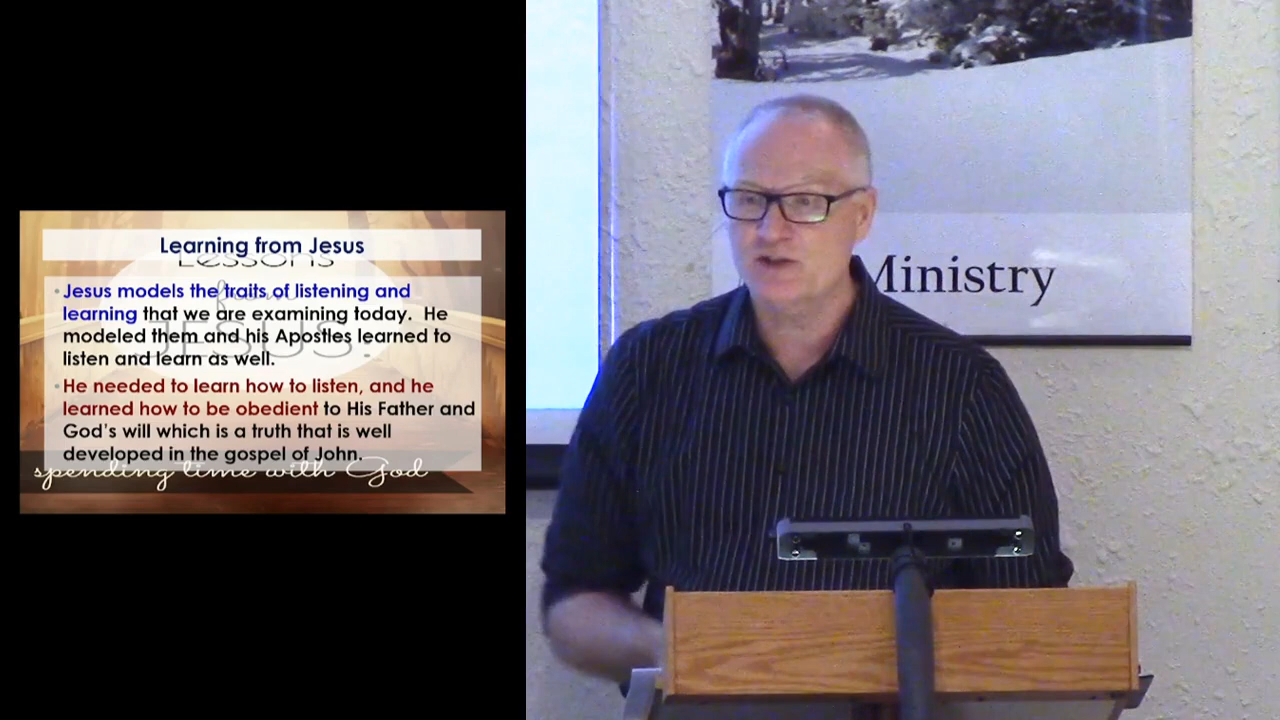 Learning from Jesus
Lessons
from
JESUS
• Jesus models the traits of listening and
learning that we are examining today.  He
modeled them and his Apostles learned to
listen and learn as well.
• He needed to learn how to listen, and he
learned how to be obedient to His Father and
God's will which is a truth that is well
developed in the gospel of John.
spending time with God
Ministry